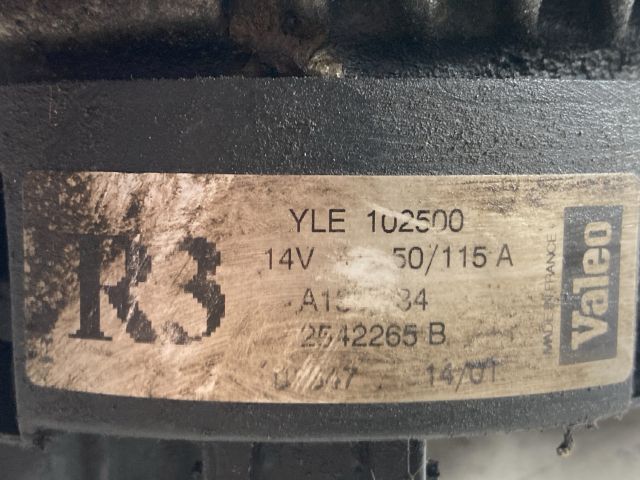 R3
YLE 102500
14V 50/115 A
2542265 B
14/01
MADE IN FRANCE
Valeo